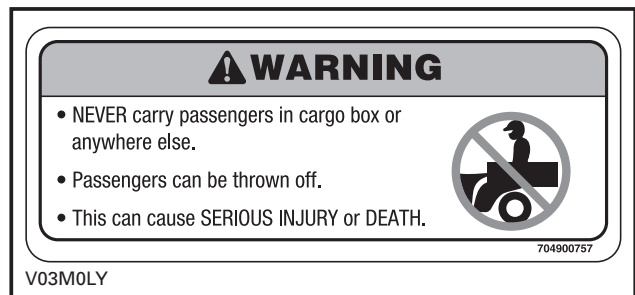 WARNING
• NEVER carry passengers in cargo box or
anywhere else.
• Passengers can be thrown off.
• This can cause SERIOUS INJURY or DEATH.
704900757
V03M0LY